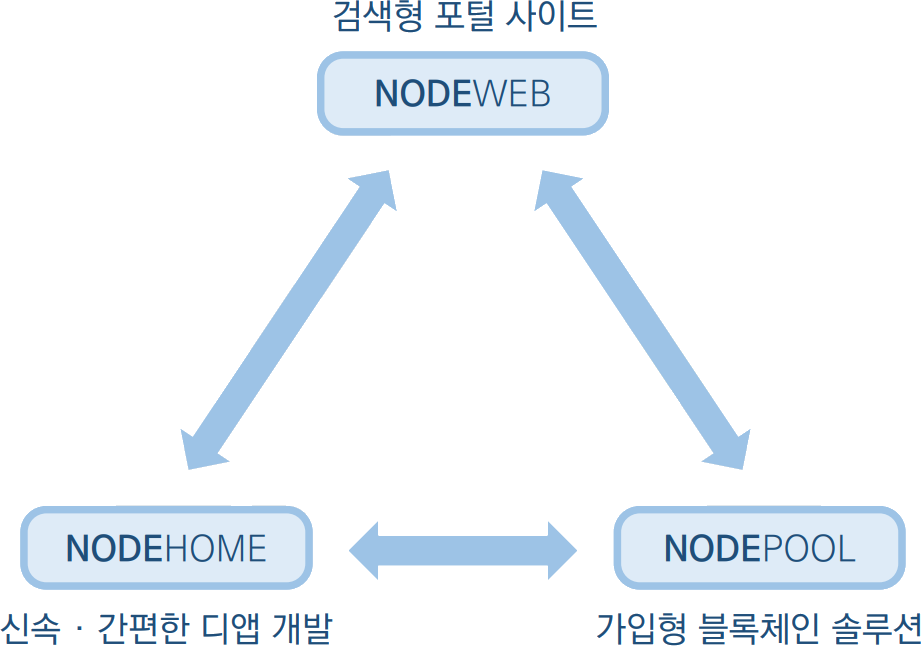 검색형 포털 사이트
NODEWEB
NODEHOME
NODEPOOL
신속 · 간편한 디앱 개발
가입형 블록체인 솔루션